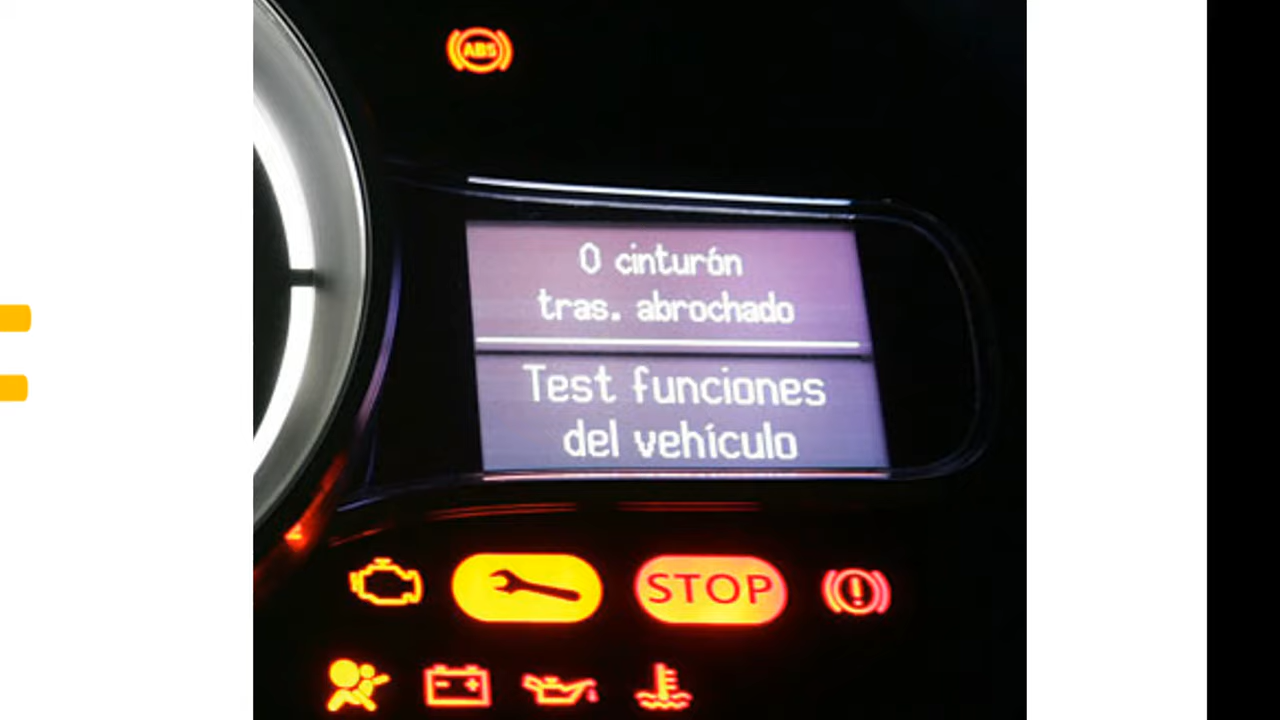 ABS
0 cinturón
tras. abrochado
Test funciones
del vehículo
STOP